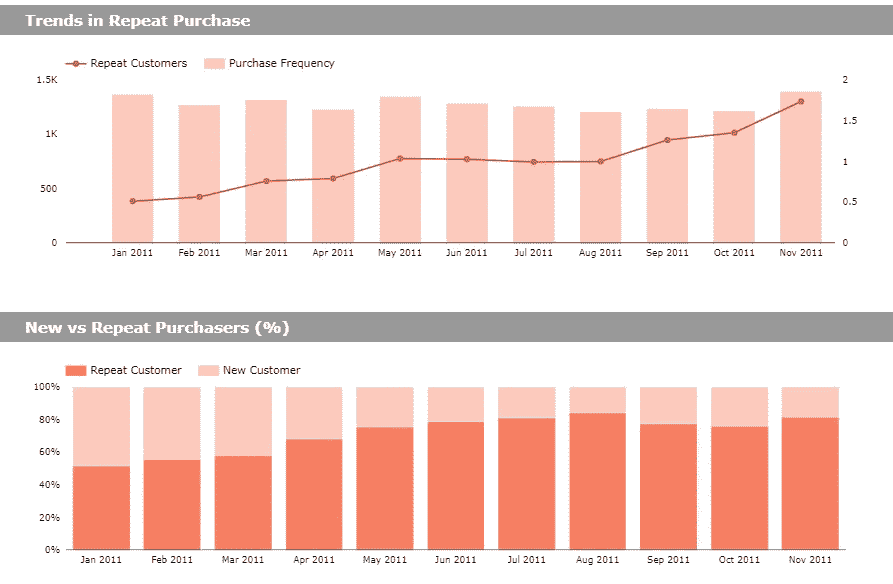 Trends in Repeat Purchase
Repeat Customers Purchase Frequency
1.5K 2
1.5
1K
1
500
0.5
0 0
Jan 2011 Feb 2011 Mar 2011 Apr 2011 May 2011 Jun 2011 Jul 2011 Aug 2011 Sep 2011 Oct 2011 Nov 2011
New vs Repeat Purchasers (%)
Repeat Customer New Customer
100%
80%
60%
40%
20%
0%
Jan 2011 Feb 2011 Mar 2011 Apr 2011 May 2011 Jun 2011 Jul 2011 Aug 2011 Sep 2011 Oct 2011 Nov 2011